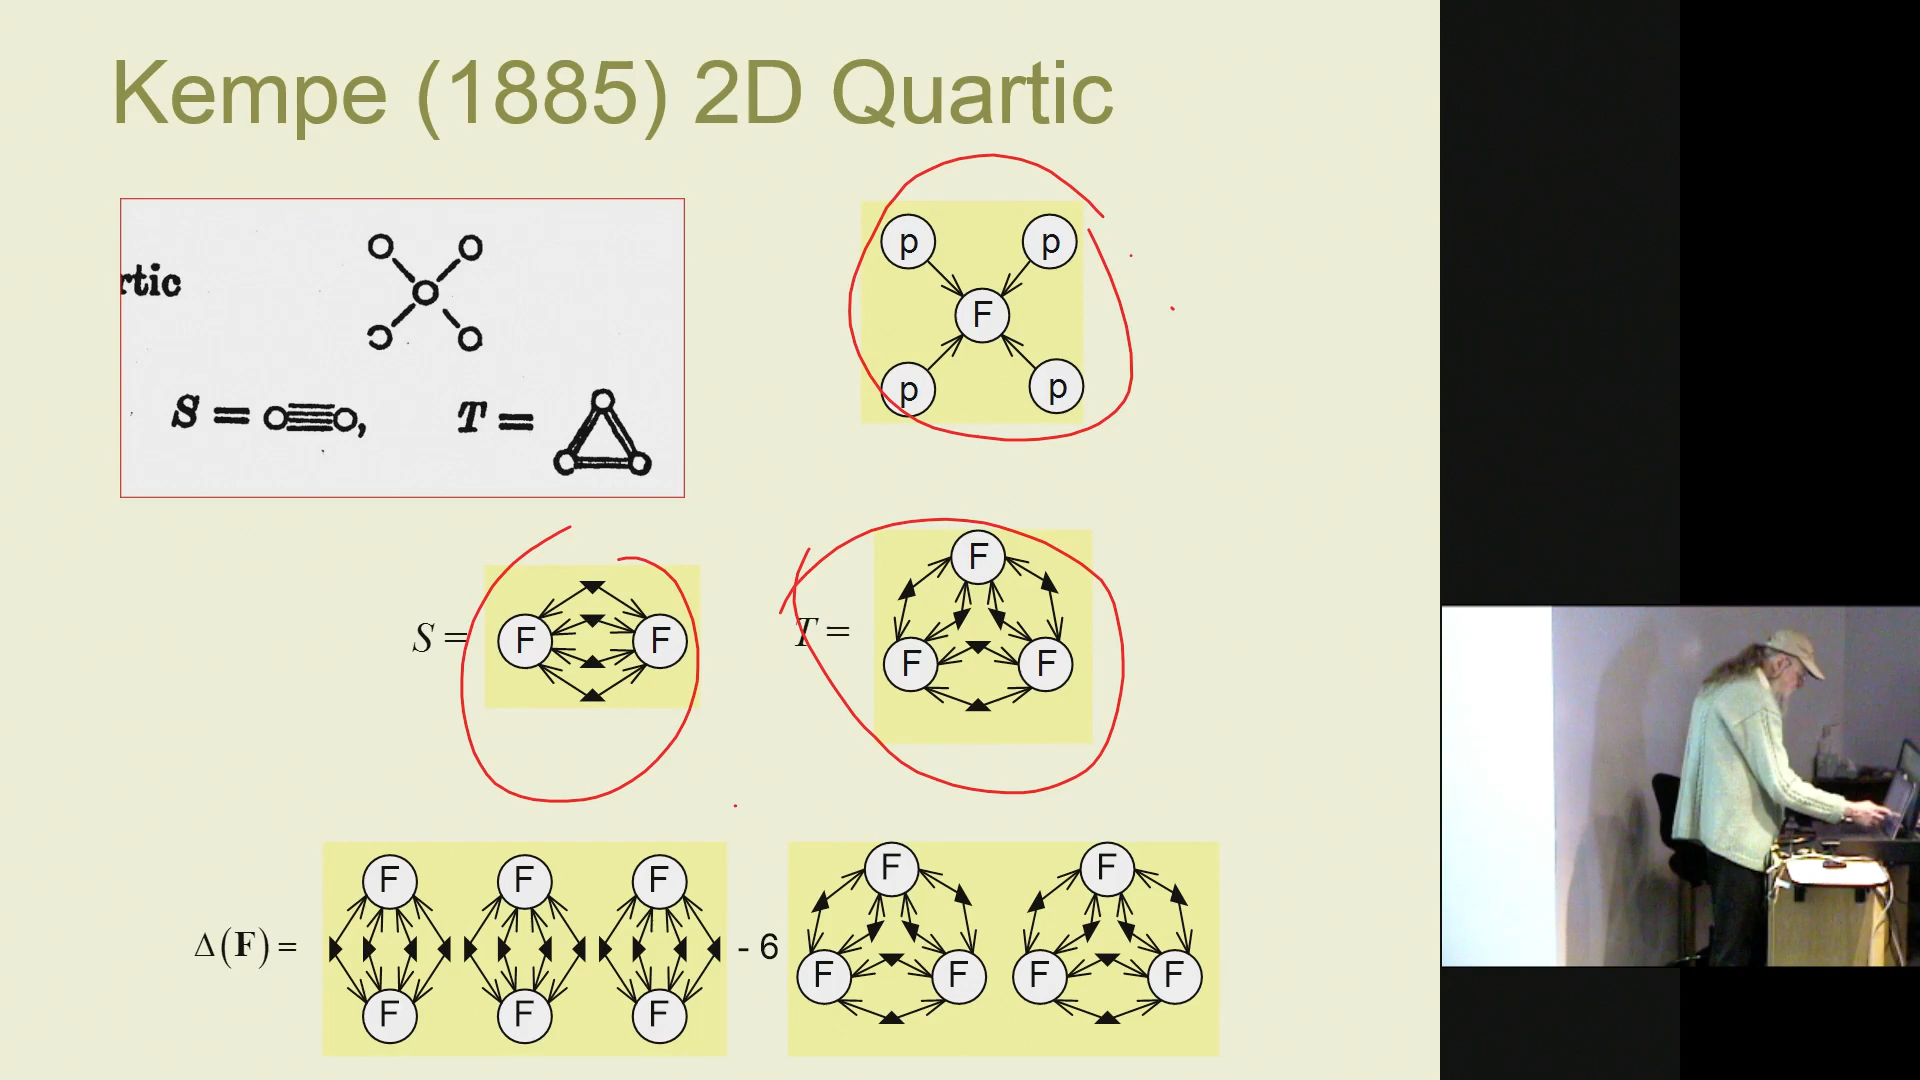 Kempe (1885) 2D Quartic
rtic
S = , T =
p p
F
p p
S = F F
T = F
F F
Δ(F) = F F F - 6 F F
F F F F F F F